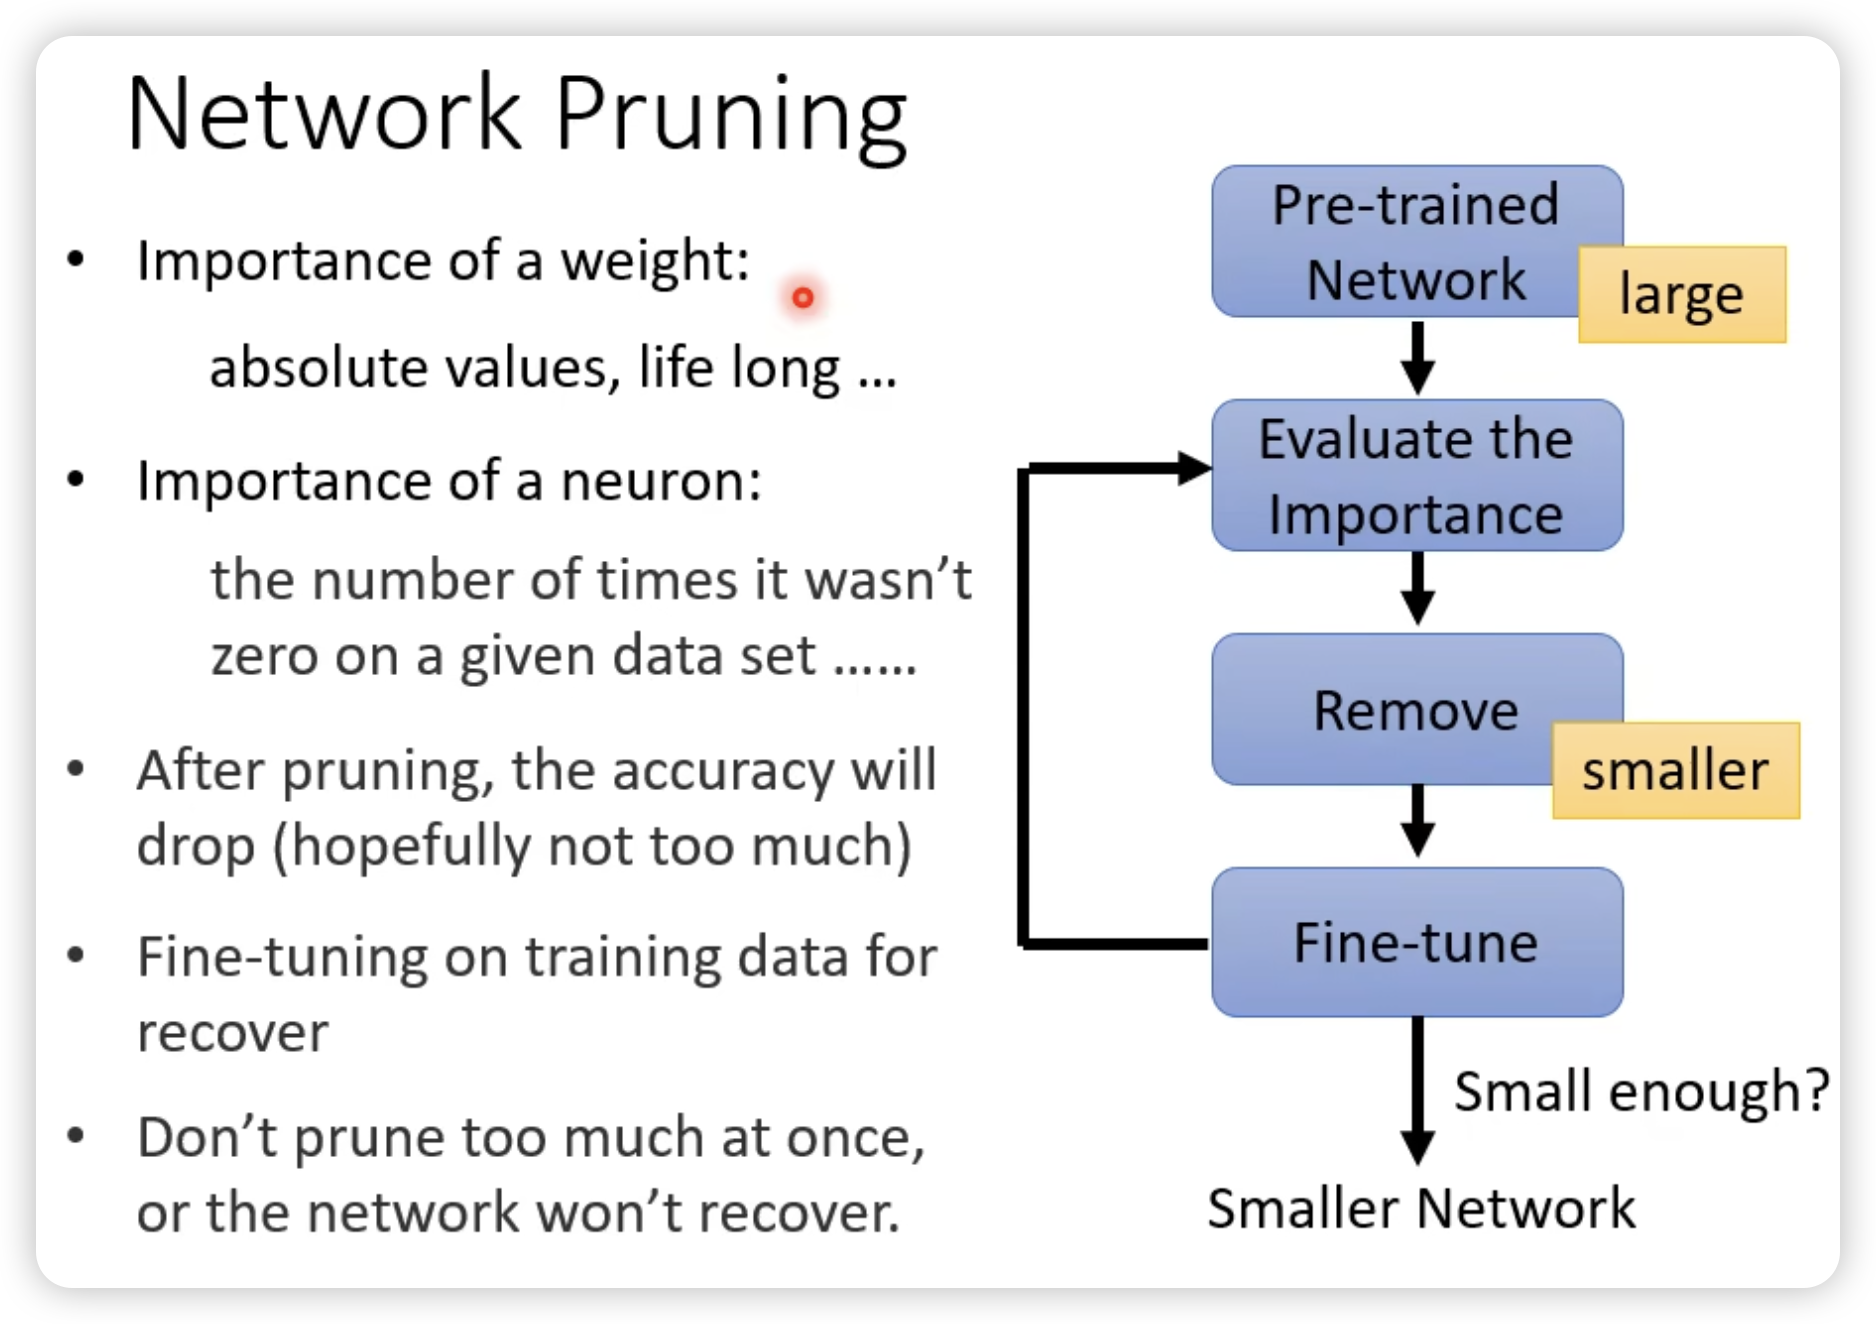 Network Pruning
• Importance of a weight:
absolute values, life long ...
• Importance of a neuron:
the number of times it wasn’t
zero on a given data set ......
• After pruning, the accuracy will
drop (hopefully not too much)
• Fine-tuning on training data for
recover
• Don’t prune too much at once,
or the network won’t recover.
Pre-trained
Network
large
Evaluate the
Importance
Remove
smaller
Fine-tune
Small enough?
Smaller Network